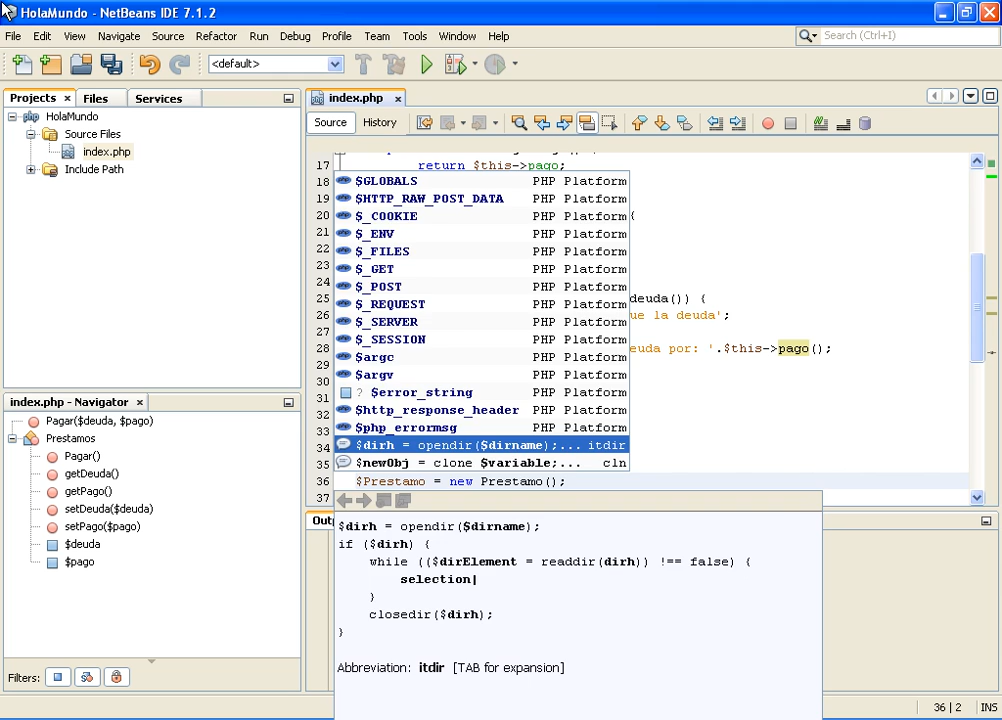 HolaMundo - NetBeans IDE 7.1.2
File Edit View Navigate Source Refactor Run Debug Profile Team Tools Window Help
Search (Ctrl+I)
<default>
Projects × Files Services
HolaMundo
Source Files
index.php
Include Path
index.php - Navigator ×
Pagar($deuda, $pago)
Prestamos
Pagar()
getDeuda()
getPago()
setDeuda($deuda)
setPago($pago)
$deuda
$pago
Filters:
index.php ×
Source History
17 return $this->pago;
18
19
20 {
21
22
23
24
25 deuda()) {
26 ue la deuda';
27
28 euda por: '.$this->pago();
29
30
31
32
33
34
35
36 $Prestamo = new Prestamo();
37
$GLOBALS PHP Platform
$HTTP_RAW_POST_DATA PHP Platform
$_COOKIE PHP Platform
$_ENV PHP Platform
$_FILES PHP Platform
$_GET PHP Platform
$_POST PHP Platform
$_REQUEST PHP Platform
$_SERVER PHP Platform
$_SESSION PHP Platform
$argc PHP Platform
$argv PHP Platform
? $error_string
$http_response_header PHP Platform
$php_errormsg PHP Platform
$dirh = opendir($dirname);... itdir
$newObj = clone $variable;... cln
Out
$dirh = opendir($dirname);
if ($dirh) {
while (($dirElement = readdir(dirh)) !== false) {
selection|
}
closedir($dirh);
}
Abbreviation: itdir [TAB for expansion]
36 | 2 INS